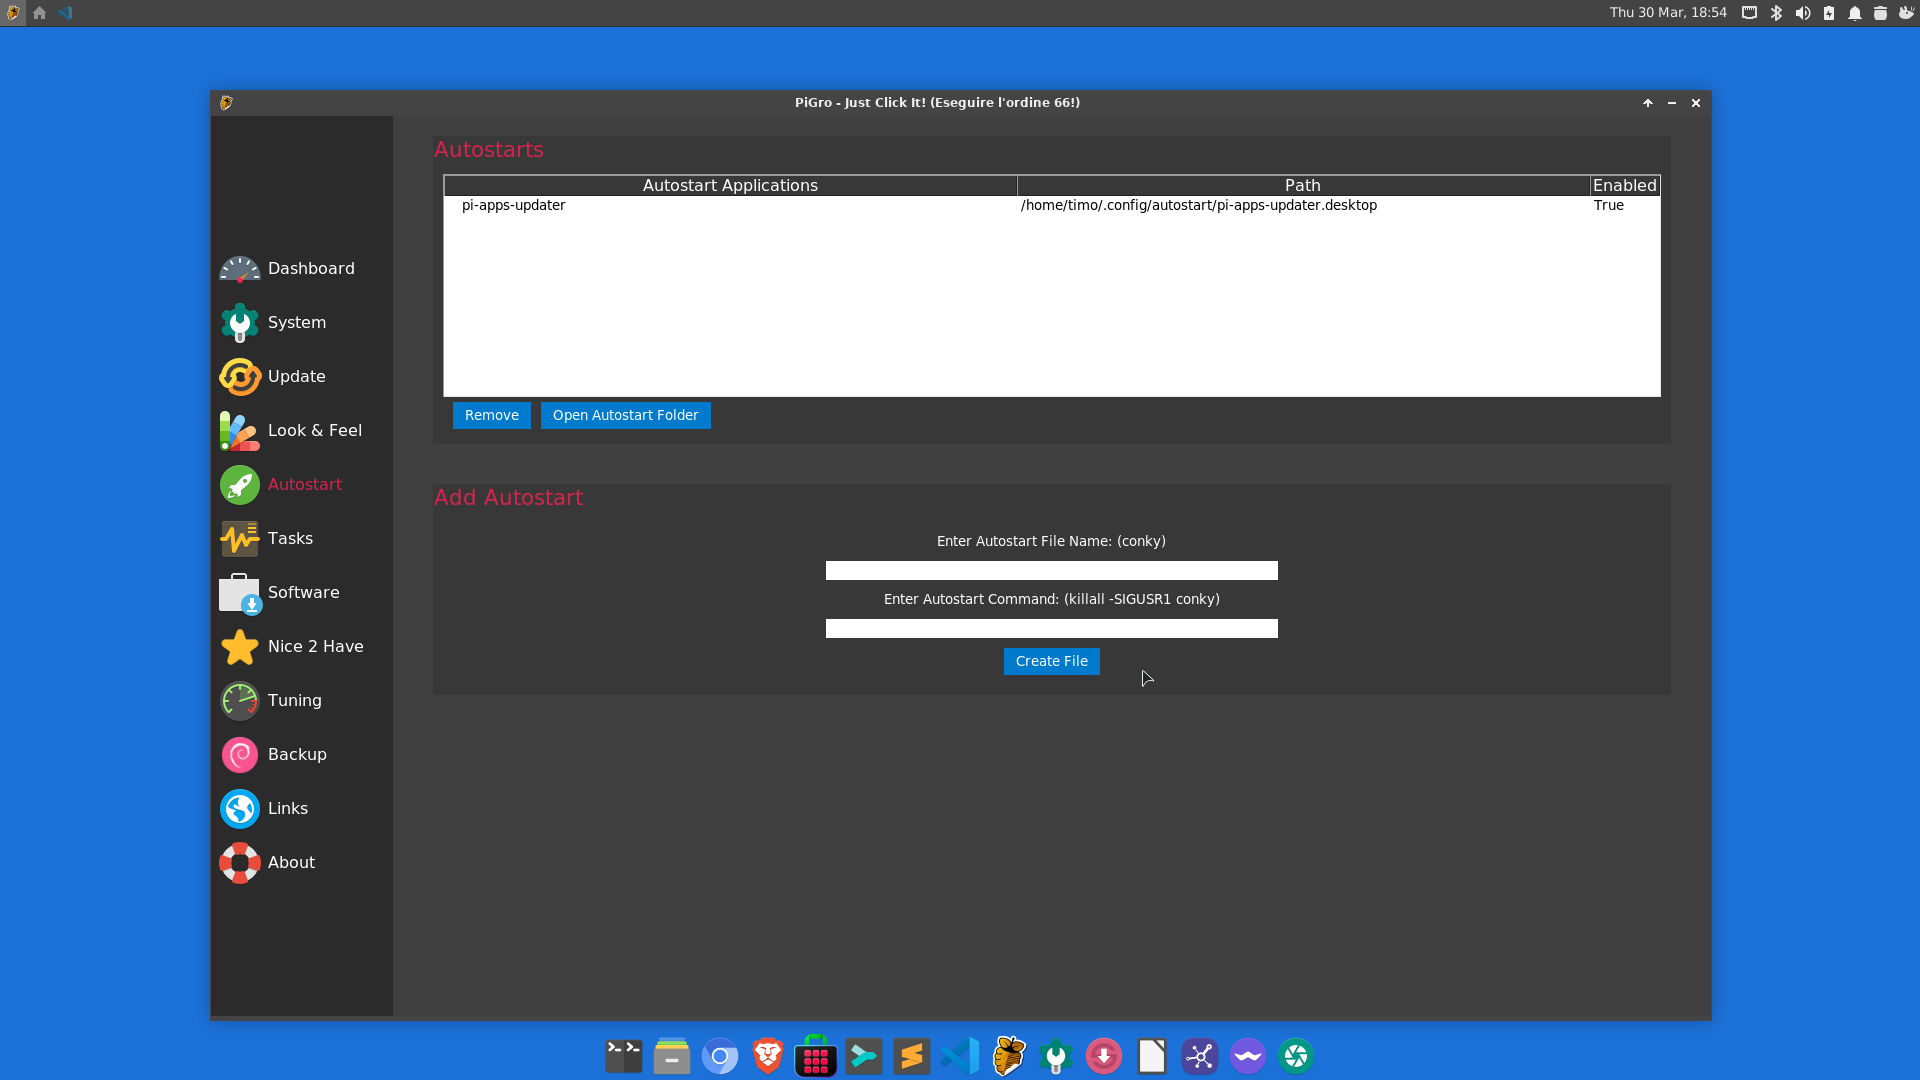 Thu 30 Mar, 18:54
PiGro - Just Click It! (Eseguire l'ordine 66!)
Autostarts
Autostart Applications Path Enabled
pi-apps-updater /home/timo/.config/autostart/pi-apps-updater.desktop True
Remove Open Autostart Folder
Dashboard
System
Update
Look & Feel
Autostart
Tasks
Software
Nice 2 Have
Tuning
Backup
Links
About
Add Autostart
Enter Autostart File Name: (conky)
Enter Autostart Command: (killall -SIGUSR1 conky)
Create File